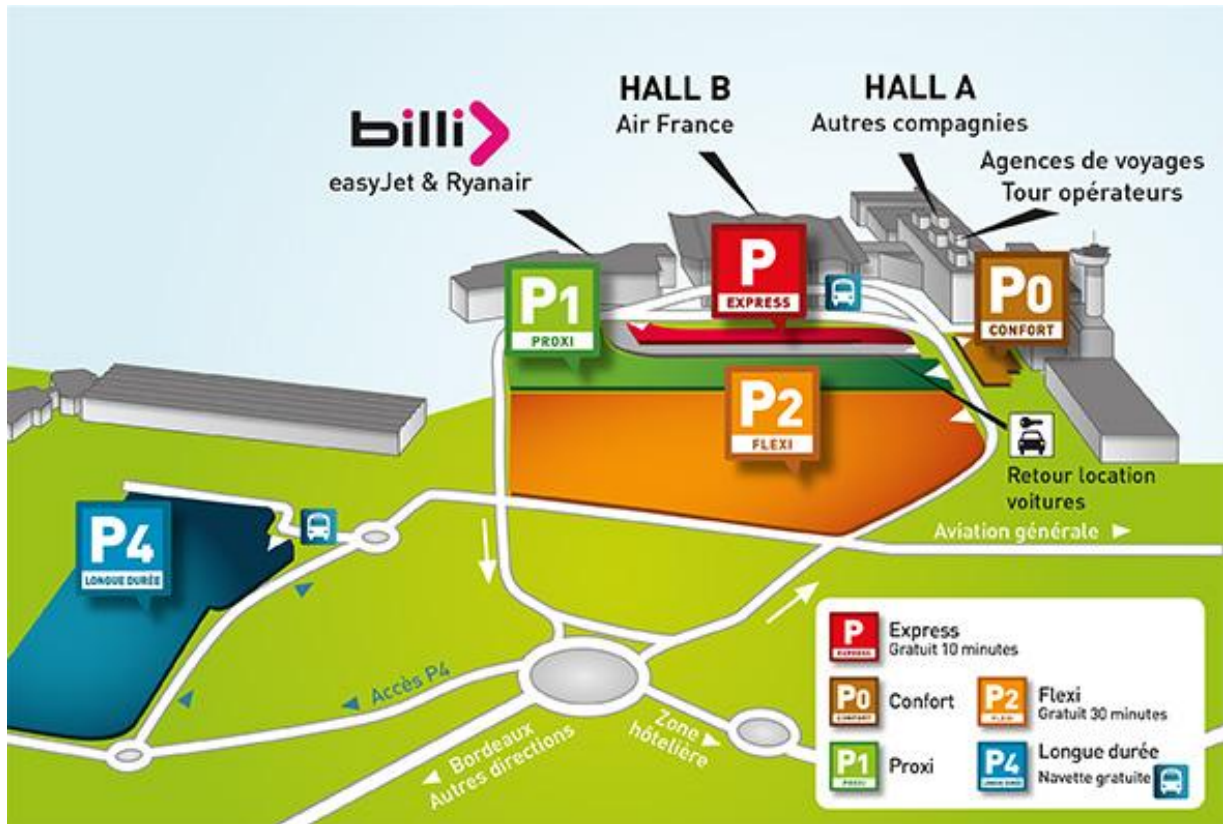 billi
easyJet & Ryanair
HALL B
Air France
HALL A
Autres compagnies
Agences de voyages
Tour opérateurs
P1
PROXI
P
EXPRESS
P0
CONFORT
P2
FLEXI
Retour location
voitures
Aviation générale
P4
LONGUE DURÉE
Accès P4
Bordeaux
Autres directions
Zone
hôtelière
P
EXPRESS
Express
Gratuit 10 minutes
P0
CONFORT
Confort
P2
FLEXI
Flexi
Gratuit 30 minutes
P1
PROXI
Proxi
P4
LONGUE DURÉE
Longue durée
Navette gratuite